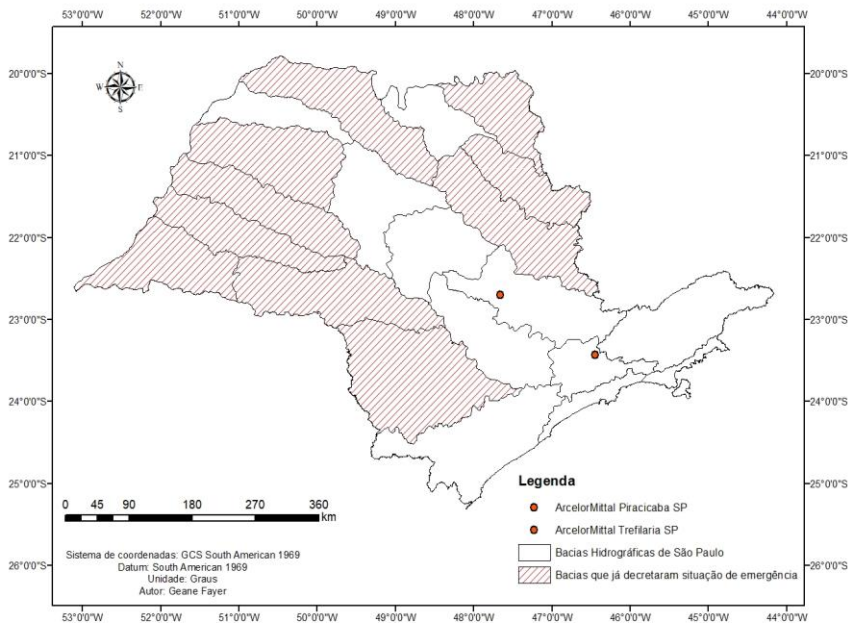 53°0'0"W 52°0'0"W 51°0'0"W 50°0'0"W 49°0'0"W 48°0'0"W 47°0'0"W 46°0'0"W 45°0'0"W 44°0'0"W
N
W E
S
20°0'0"S 20°0'0"S
21°0'0"S 21°0'0"S
22°0'0"S 22°0'0"S
23°0'0"S 23°0'0"S
24°0'0"S 24°0'0"S
25°0'0"S 25°0'0"S
26°0'0"S 26°0'0"S
0 45 90 180 270 360
km
Sistema de coordenadas: GCS South American 1969
Datum: South American 1969
Unidade: Graus
Autor: Geane Fayer
Legenda
ArcelorMittal Piracicaba SP
ArcelorMittal Trefilaria SP
Bacias Hidrográficas de São Paulo
Bacias que já decretaram situação de emergência
53°0'0"W 52°0'0"W 51°0'0"W 50°0'0"W 49°0'0"W 48°0'0"W 47°0'0"W 46°0'0"W 45°0'0"W 44°0'0"W